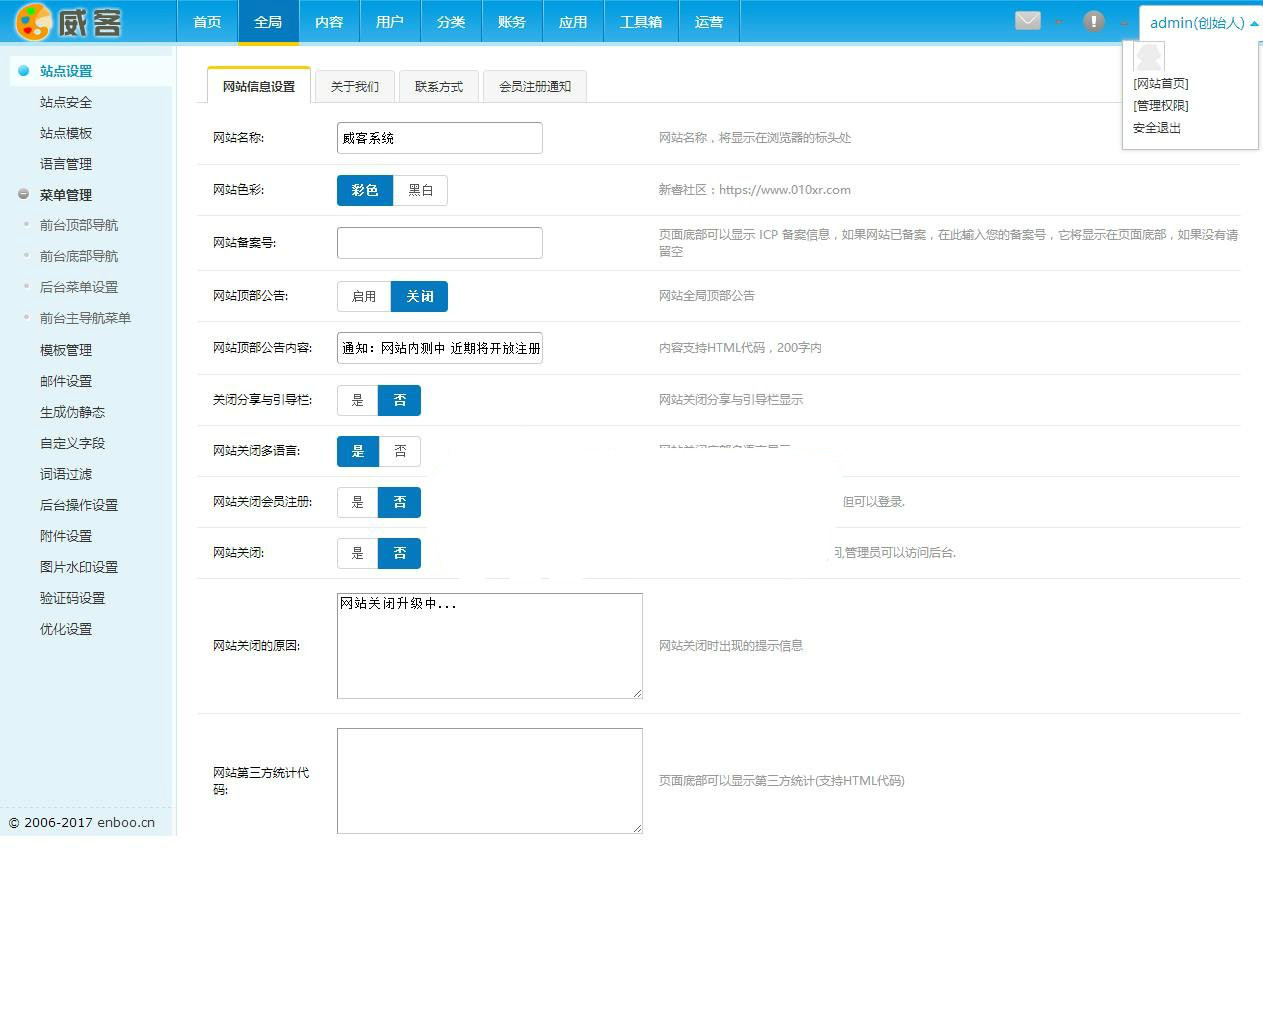 威客
首页 全局 内容 用户 分类 账务 应用 工具箱 运营
admin(创始人)
[网站首页]
[管理权限]
安全退出
站点设置
站点安全
站点模板
语言管理
菜单管理
前台顶部导航
前台底部导航
后台菜单设置
前台主导航菜单
模板管理
邮件设置
生成伪静态
自定义字段
词语过滤
后台操作设置
附件设置
图片水印设置
验证码设置
优化设置
© 2006-2017 enboo.cn
网站信息设置 关于我们 联系方式 会员注册通知
网站名称: 威客系统 网站名称，将显示在浏览器的标头处
网站色彩: 彩色 黑白 新睿社区：https://www.010xr.com
网站备案号: 页面底部可以显示 ICP 备案信息，如果网站已备案，在此输入您的备案号，它将显示在页面底部，如果没有请
留空
网站顶部公告: 启用 关闭 网站全局顶部公告
网站顶部公告内容: 通知：网站内测中 近期将开放注册 内容支持HTML代码，200字内
关闭分享与引导栏: 是 否 网站关闭分享与引导栏显示
网站关闭多语言: 是 否
网站关闭会员注册: 是 否 但可以登录.
网站关闭: 是 否 ,管理员可以访问后台.
网站关闭的原因: 网站关闭升级中... 网站关闭时出现的提示信息
网站第三方统计代
码: 页面底部可以显示第三方统计(支持HTML代码)